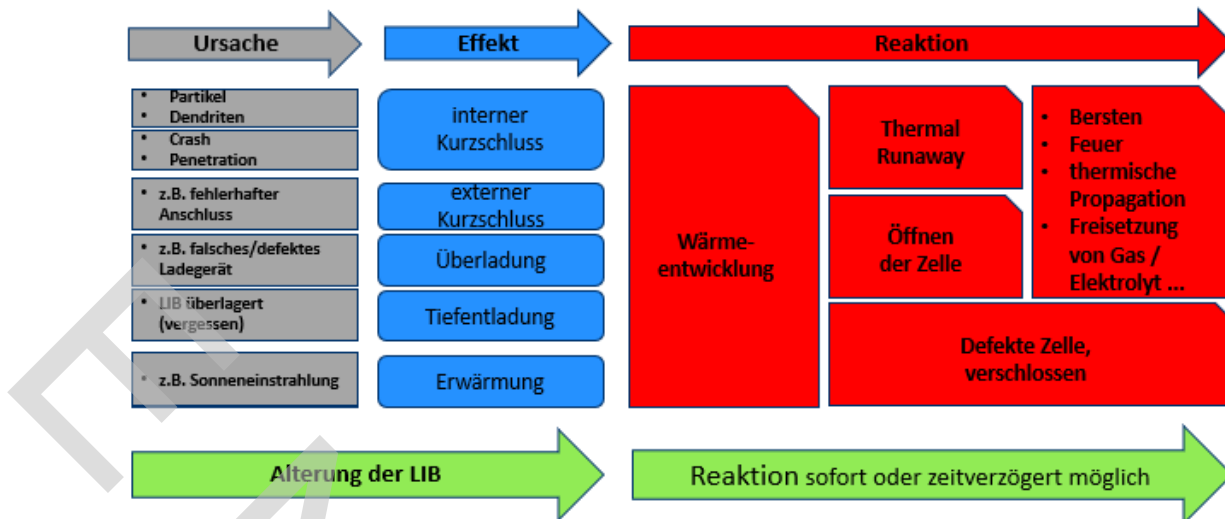 Ursache
Effekt
Reaktion
• Partikel
• Dendriten
• Crash
• Penetration
• z.B. fehlerhafter
Anschluss
• z.B. falsches/defektes
Ladegerät
• LIB überlagert
(vergessen)
• z.B. Sonneneinstrahlung
interner
Kurzschluss
externer
Kurzschluss
Überladung
Tiefentladung
Erwärmung
Wärme-
entwicklung
Thermal
Runaway
Öffnen
der Zelle
• Bersten
• Feuer
• thermische
Propagation
• Freisetzung
von Gas /
Elektrolyt ...
Defekte Zelle,
verschlossen
Alterung der LIB
Reaktion sofort oder zeitverzögert möglich